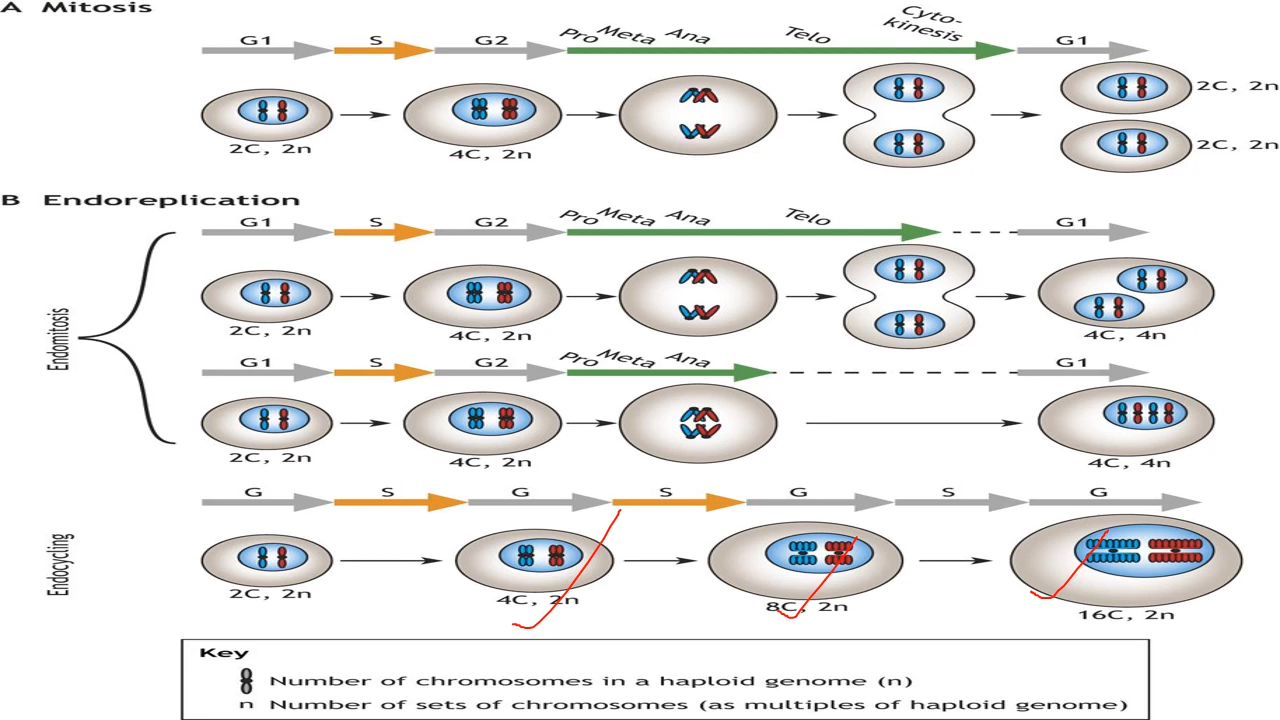 A Mitosis
G1 S G2 Pro Meta Ana Telo Cyto-kinesis G1
2C, 2n
4C, 2n
2C, 2n
2C, 2n
B Endoreplication
G1 S G2 Pro Meta Ana Telo G1
Endomitosis
2C, 2n 4C, 2n 4C, 4n
G1 S G2 Pro Meta Ana G1
2C, 2n 4C, 2n 4C, 4n
G S G S G S G
Endocycling
2C, 2n 4C, 2n 8C, 2n 16C, 2n
Key
Number of chromosomes in a haploid genome (n)
n Number of sets of chromosomes (as multiples of haploid genome)